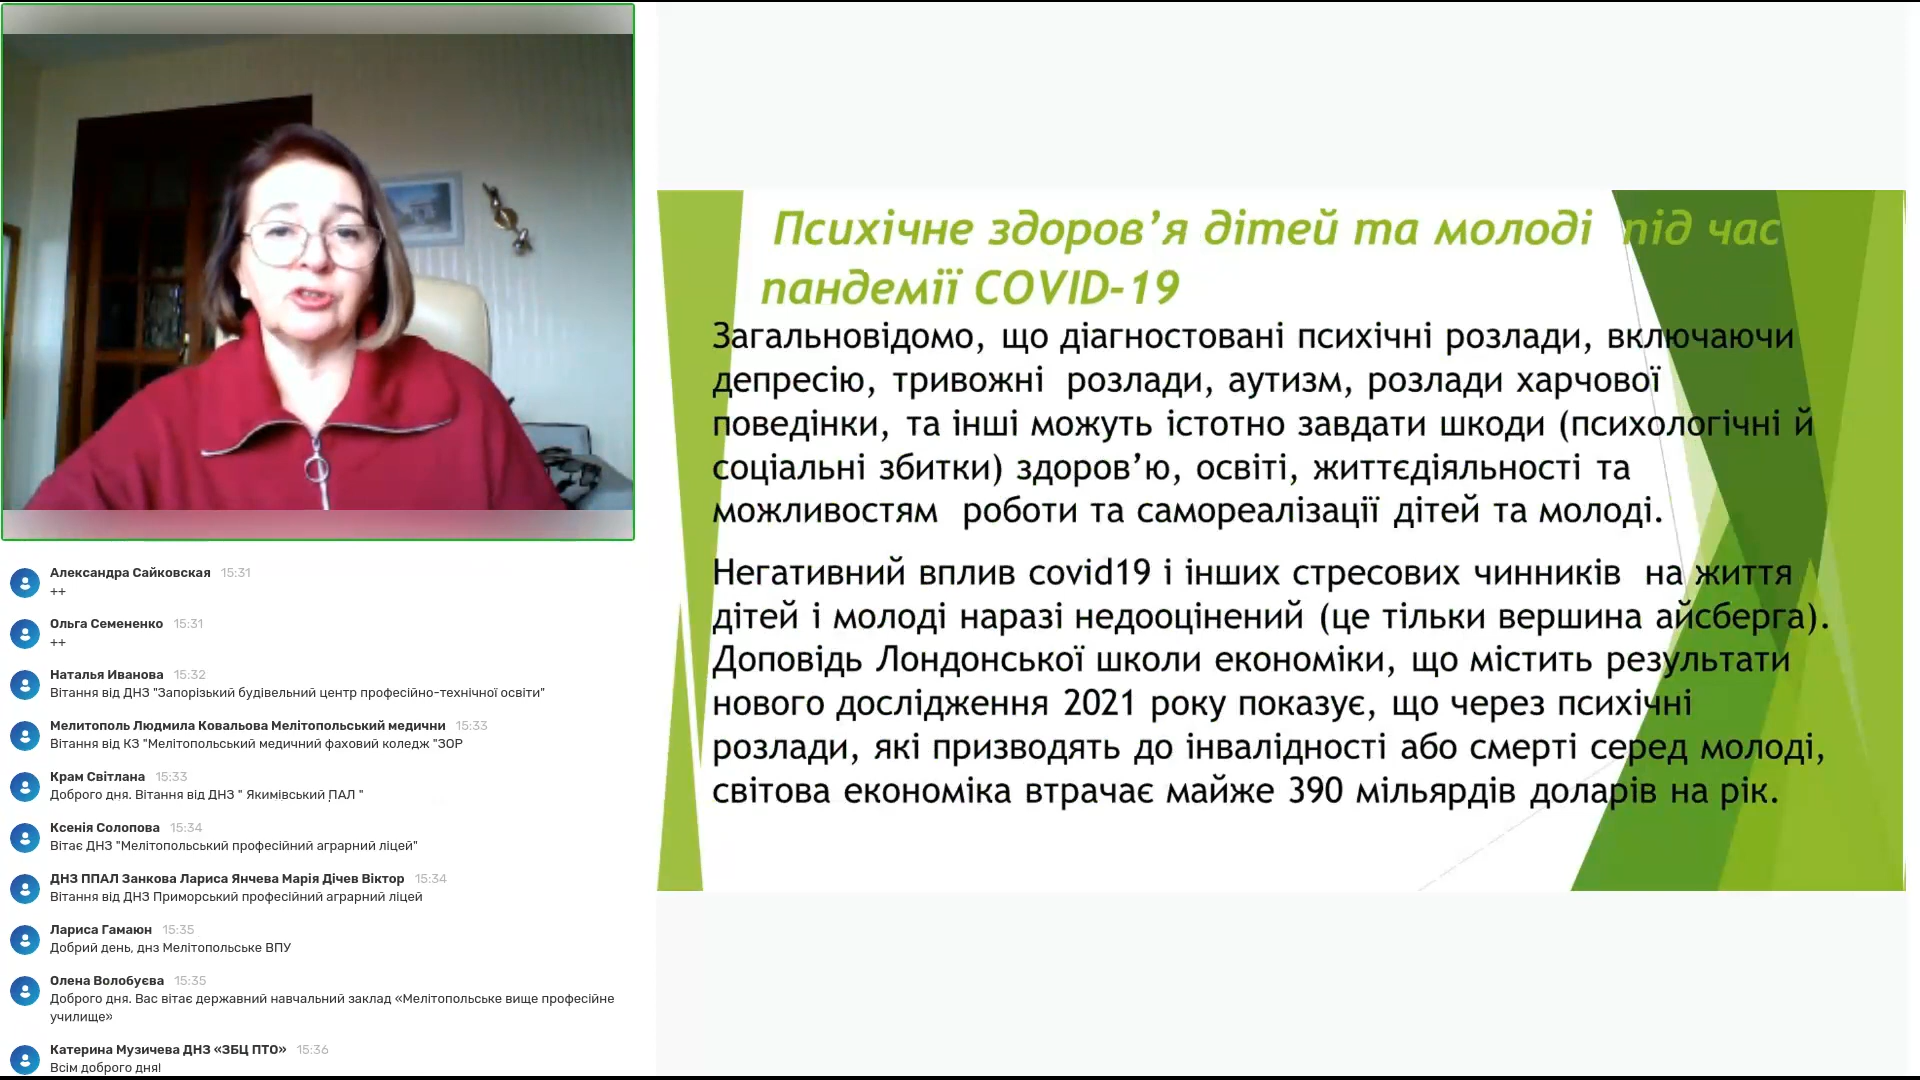 Александра Сайковская 15:31
++
Ольга Семененко 15:31
++
Наталья Иванова 15:32
Вітання від ДНЗ "Запорізький будівельний центр професійно-технічної освіти"
Мелитополь Людмила Ковальова Мелітопольський медични 15:33
Вітання від КЗ "Мелітопольський медичний фаховий коледж "ЗОР
Крам Світлана 15:33
Доброго дня. Вітання від ДНЗ " Якимівський ПАЛ "
Ксенія Солопова 15:34
Вітає ДНЗ "Мелітопольський професійний аграрний ліцей"
ДНЗ ППАЛ Занкова Лариса Янчева Марія Дічев Віктор 15:34
Вітання від ДНЗ Приморський професійний аграрний ліцей
Лариса Гамаюн 15:35
Добрий день, днз Мелітопольське ВПУ
Олена Волобуєва 15:35
Доброго дня. Вас вітає державний навчальний заклад «Мелітопольське вище професійне
училище»
Катерина Музичева ДНЗ «ЗБЦ ПТО» 15:36
Всім доброго дня!
Психічне здоров’я дітей та молоді під час
пандемії COVID-19
Загальновідомо, що діагностовані психічні розлади, включаючи
депресію, тривожні розлади, аутизм, розлади харчової
поведінки, та інші можуть істотно завдати шкоди (психологічні й
соціальні збитки) здоров’ю, освіті, життєдіяльності та
можливостям роботи та самореалізації дітей та молоді.
Негативний вплив covid19 і інших стресових чинників на життя
дітей і молоді наразі недооцінений (це тільки вершина айсберга).
Доповідь Лондонської школи економіки, що містить результати
нового дослідження 2021 року показує, що через психічні
розлади, які призводять до інвалідності або смерті серед молоді,
світова економіка втрачає майже 390 мільярдів доларів на рік.